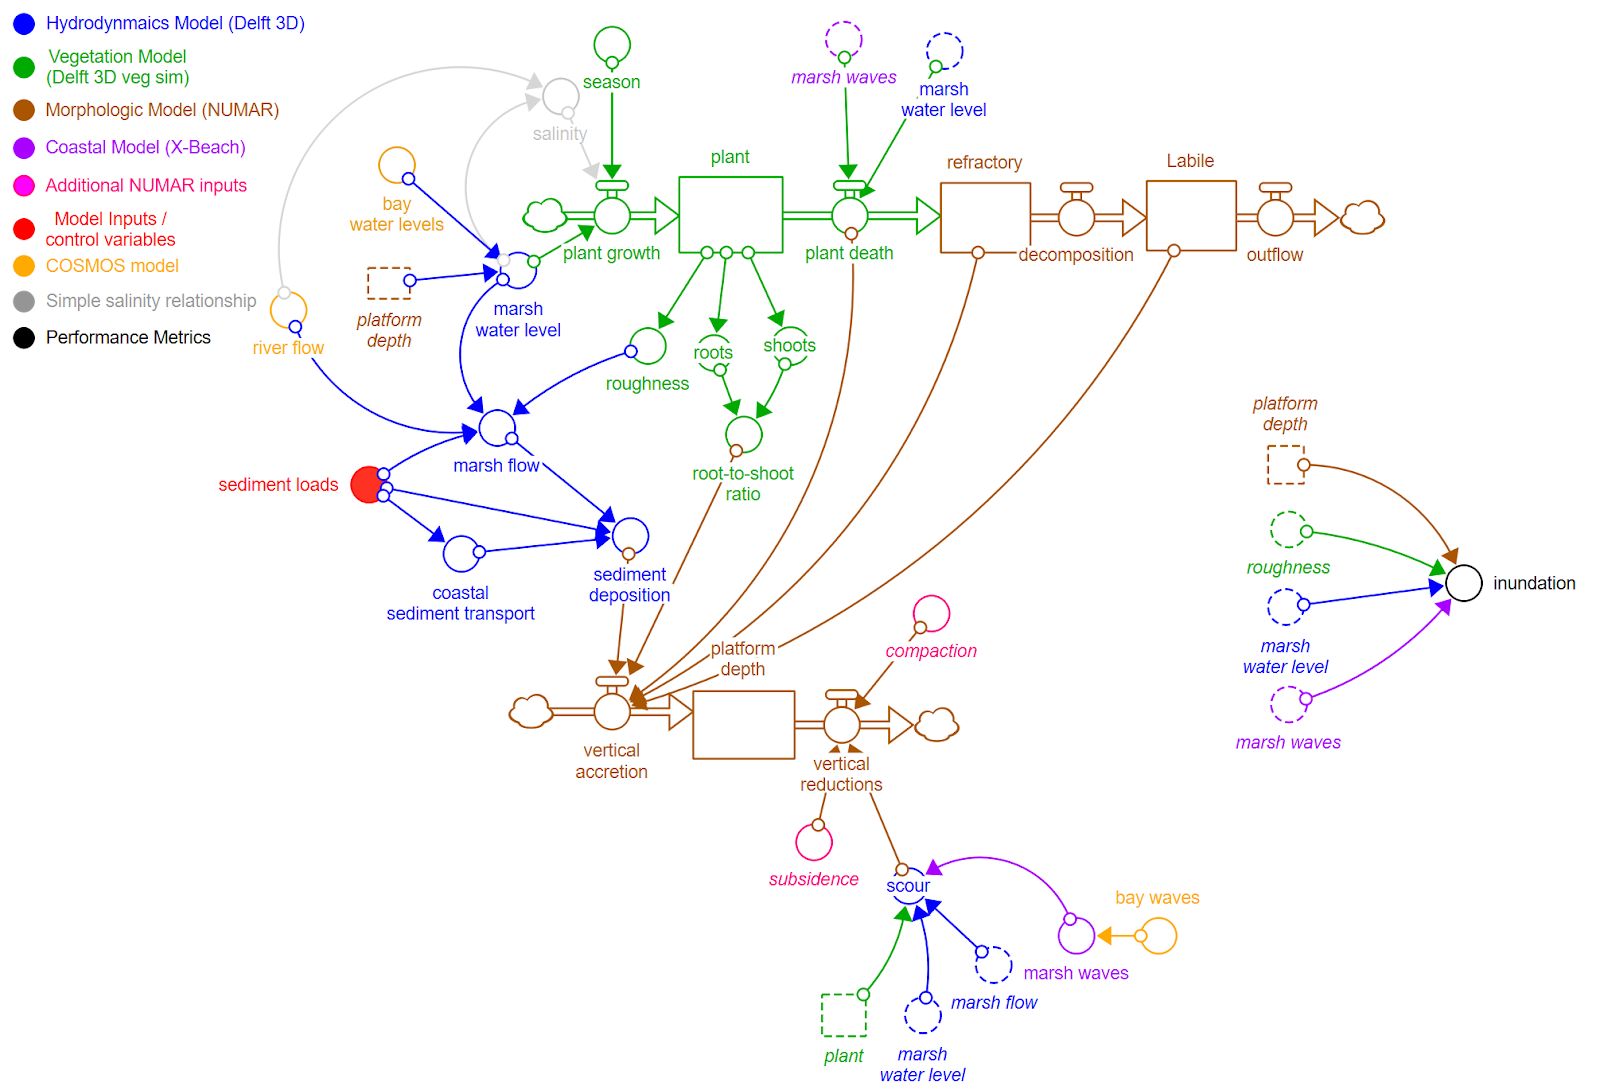 Hydrodynmaics Model (Delft 3D)
Vegetation Model
(Delft 3D veg sim)
Morphologic Model (NUMAR)
Coastal Model (X-Beach)
Additional NUMAR inputs
Model Inputs /
control variables
COSMOS model
Simple salinity relationship
Performance Metrics
season
marsh waves
marsh
water level
salinity
plant
refractory
Labile
bay
water levels
plant growth
plant death
decomposition
outflow
platform
depth
marsh
water level
river flow
roughness
roots
shoots
marsh flow
root-to-shoot
ratio
sediment loads
coastal
sediment transport
sediment
deposition
platform
depth
compaction
vertical
accretion
vertical
reductions
subsidence
scour
bay waves
marsh waves
marsh flow
plant
marsh
water level
platform
depth
roughness
inundation
marsh
water level
marsh waves